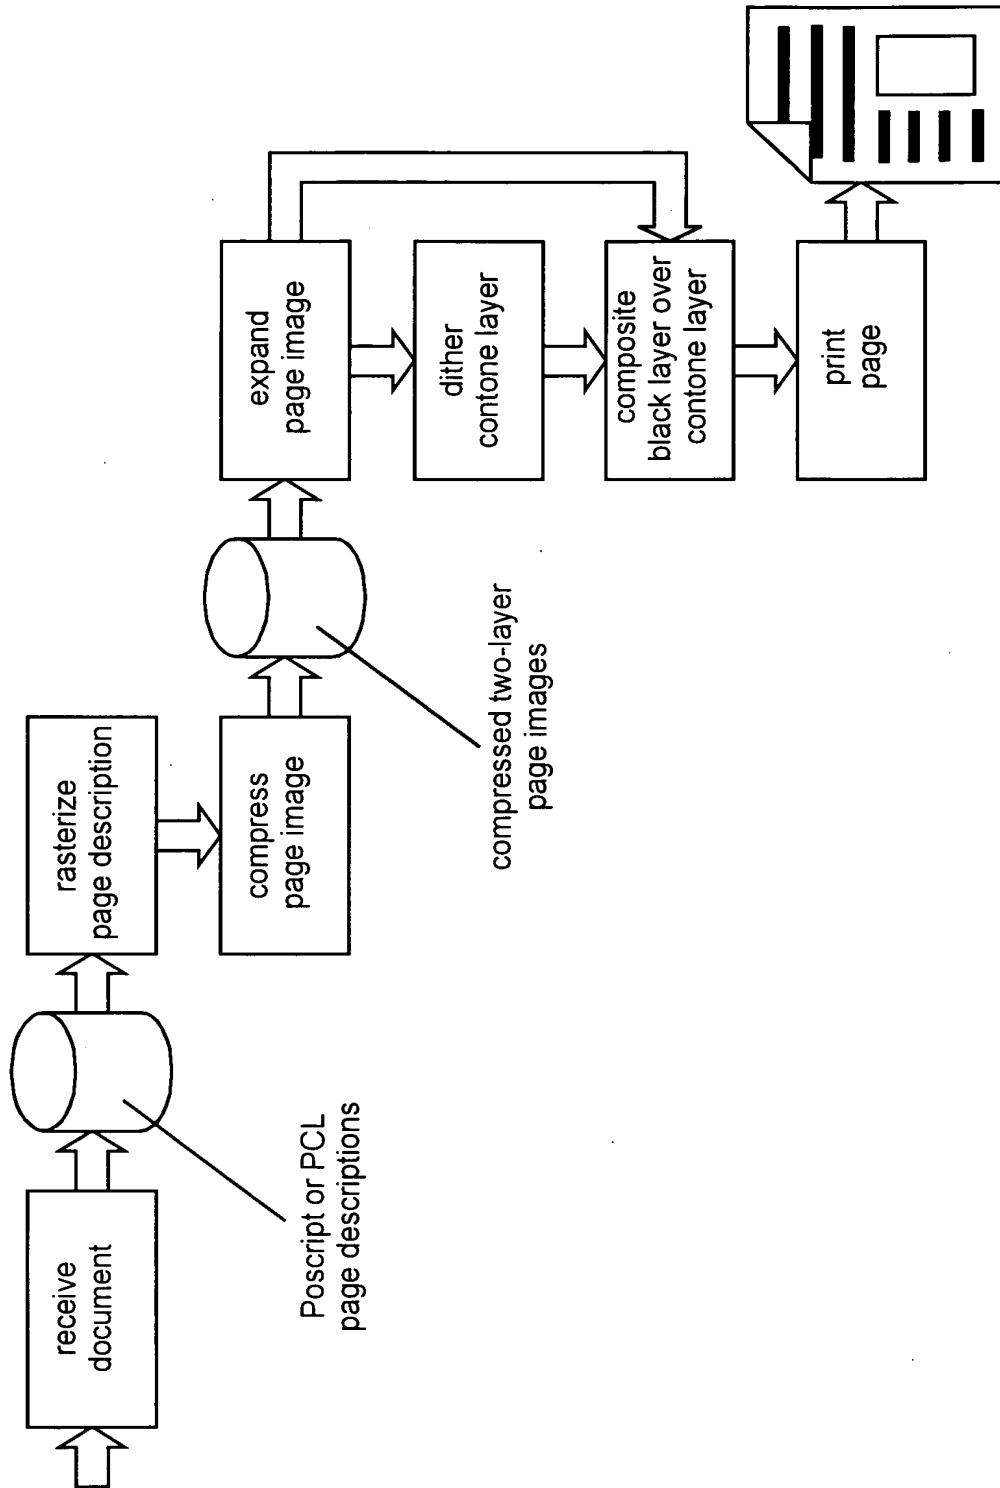 receive
document
Poscript or PCL
page descriptions
rasterize
page description
compress
page image
compressed two-layer
page images
expand
page image
dither
contone layer
composite
black layer over
contone layer
print
page